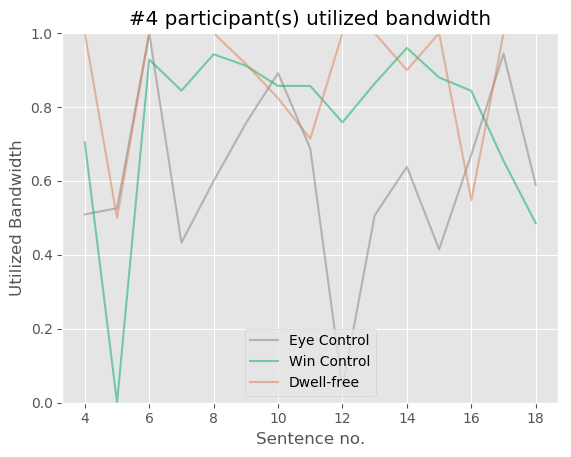 #4 participant(s) utilized bandwidth
1.0
0.8
0.6
0.4
0.2
0.0
Utilized Bandwidth
Eye Control
Win Control
Dwell-free
4 6 8 10 12 14 16 18
Sentence no.